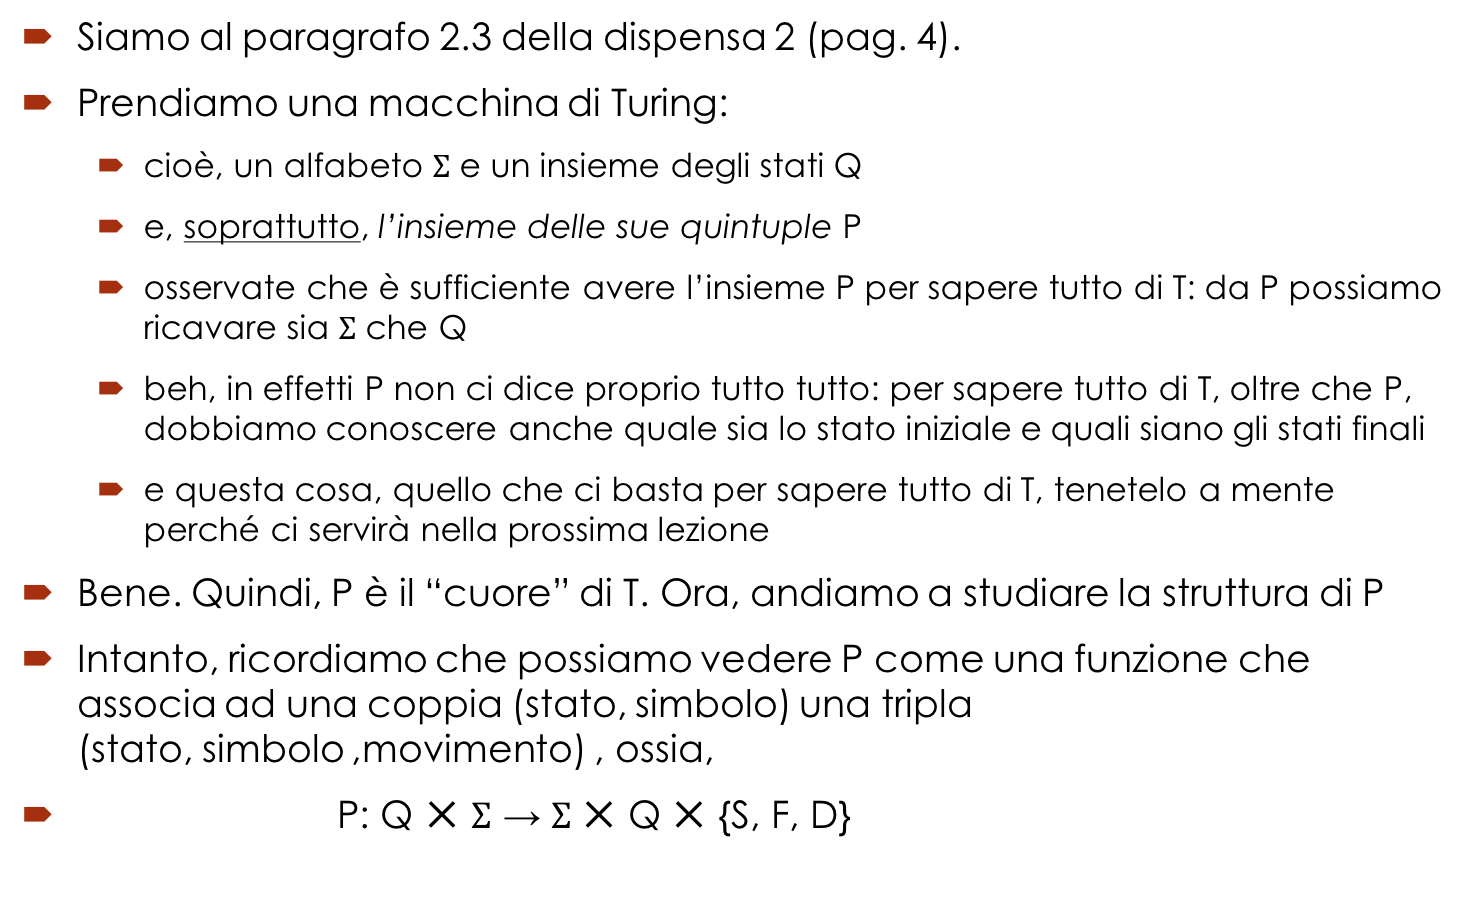 Siamo al paragrafo 2.3 della dispensa 2 (pag. 4).
Prendiamo una macchina di Turing:
cioè, un alfabeto Σ e un insieme degli stati Q
e, soprattutto, l’insieme delle sue quintuple P
osservate che è sufficiente avere l’insieme P per sapere tutto di T: da P possiamo
ricavare sia Σ che Q
beh, in effetti P non ci dice proprio tutto tutto: per sapere tutto di T, oltre che P,
dobbiamo conoscere anche quale sia lo stato iniziale e quali siano gli stati finali
e questa cosa, quello che ci basta per sapere tutto di T, tenetelo a mente
perché ci servirà nella prossima lezione
Bene. Quindi, P è il “cuore” di T. Ora, andiamo a studiare la struttura di P
Intanto, ricordiamo che possiamo vedere P come una funzione che
associa ad una coppia (stato, simbolo) una tripla
(stato, simbolo ,movimento) , ossia,
P: Q × Σ → Σ × Q × {S, F, D}